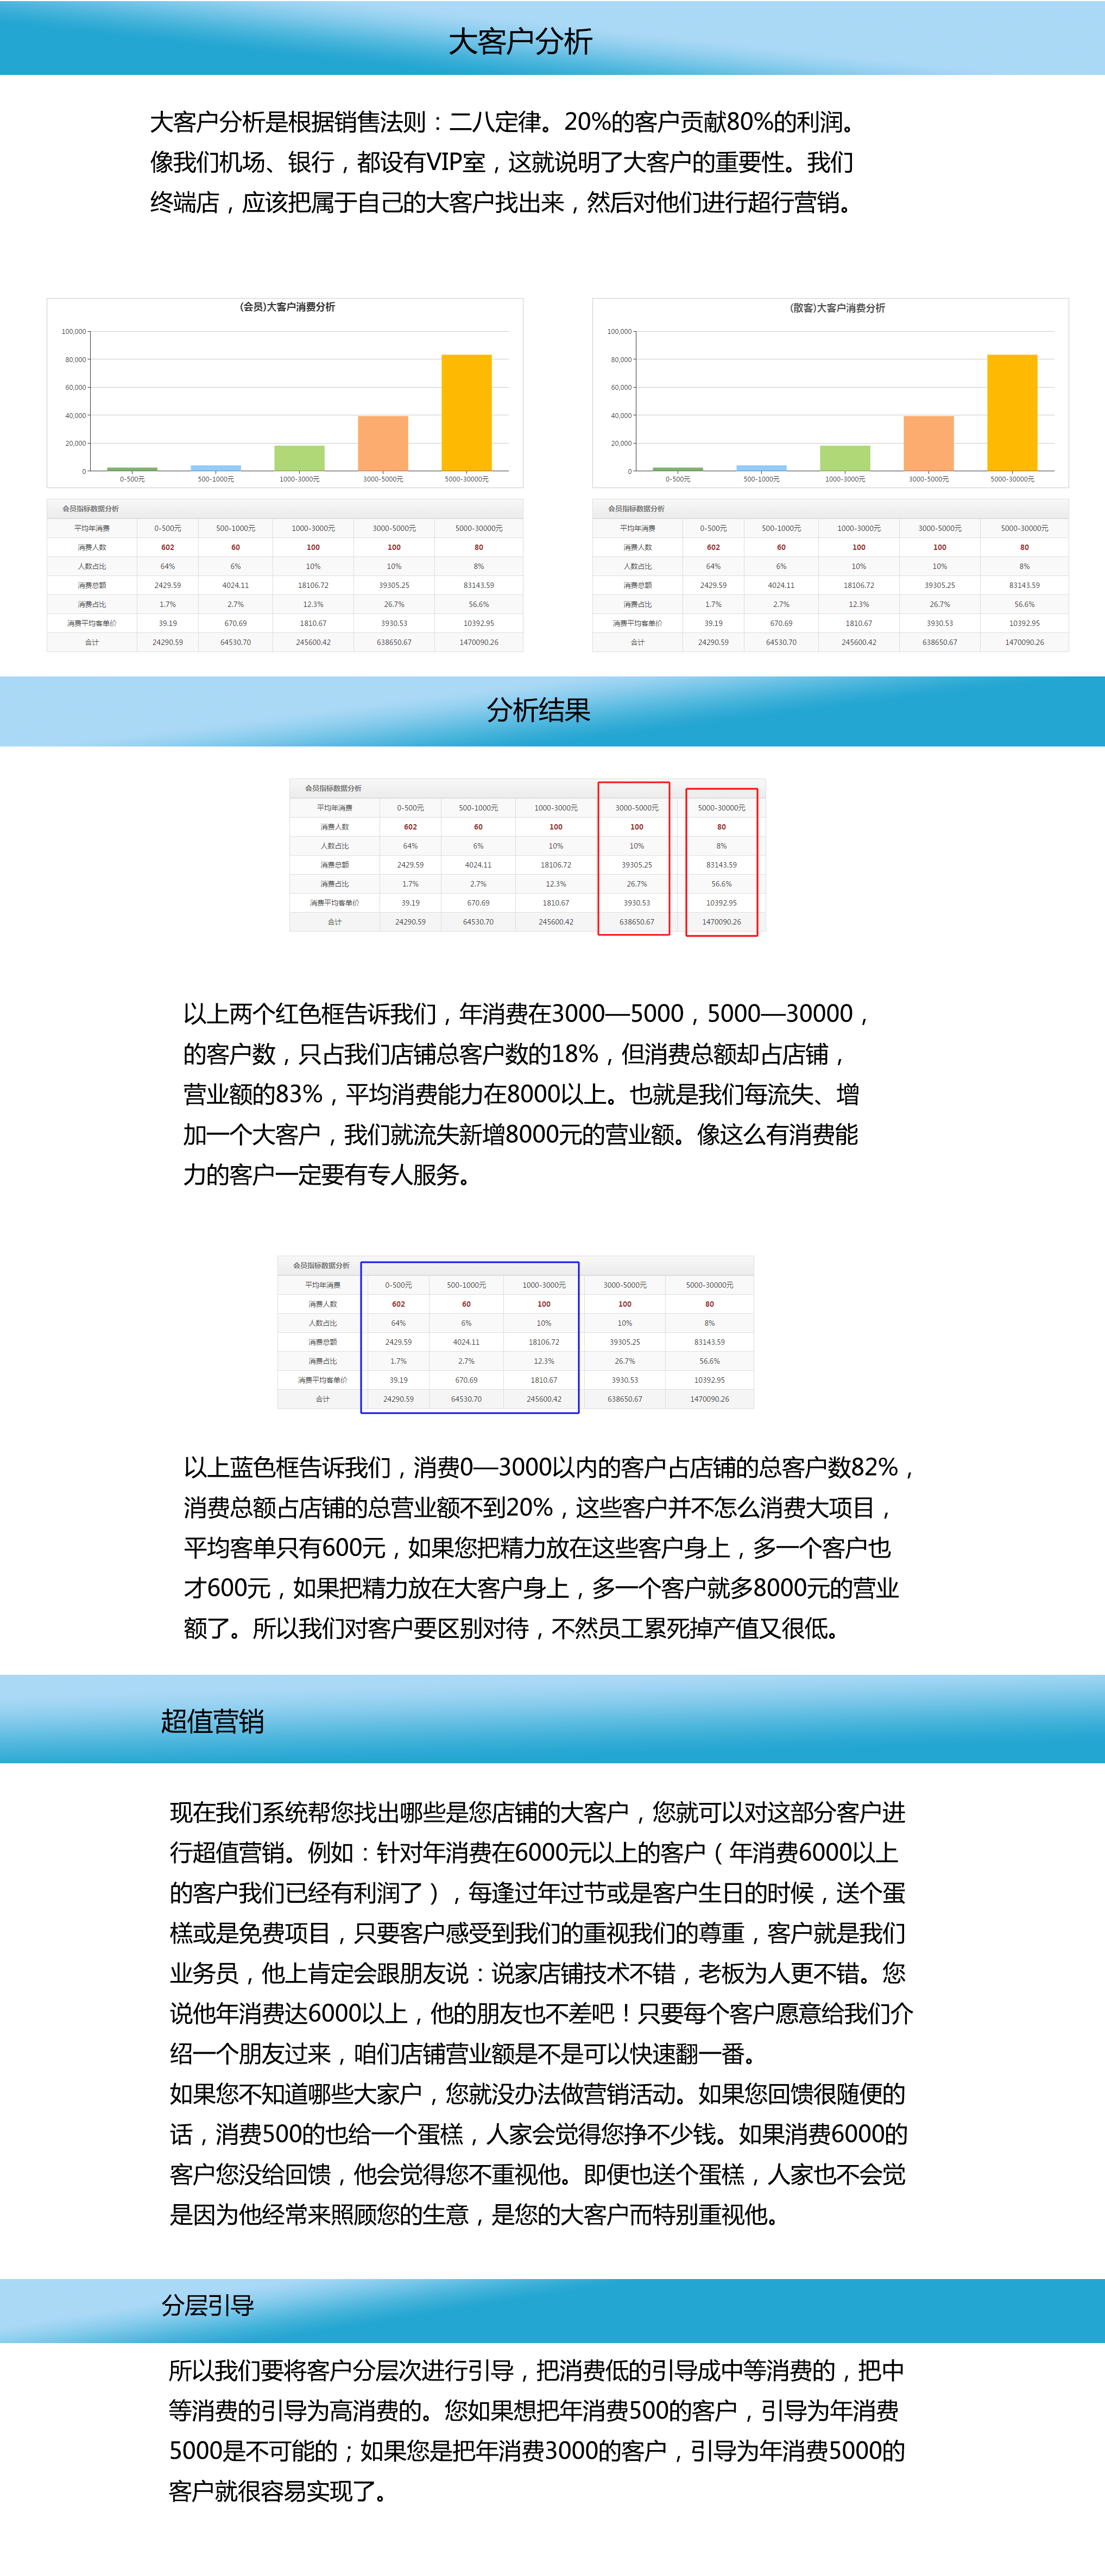 大客户分析
大客户分析是根据销售法则：二八定律。20%的客户贡献80%的利润。
像我们机场、银行，都设有VIP室，这就说明了大客户的重要性。我们
终端店，应该把属于自己的大客户找出来，然后对他们进行超行营销。
(会员)大客户消费分析
100,000
80,000
60,000
40,000
20,000
0
0-500元 500-1000元 1000-3000元 3000-5000元 5000-30000元
会员指标数据分析
平均年消费 0-500元 500-1000元 1000-3000元 3000-5000元 5000-30000元
消费人数 602 60 100 100 80
人数占比 64% 6% 10% 10% 8%
消费总额 2429.59 4024.11 18106.72 39305.25 83143.59
消费占比 1.7% 2.7% 12.3% 26.7% 56.6%
消费平均客单价 39.19 670.69 1810.67 3930.53 10392.95
合计 24290.59 64530.70 245600.42 638650.67 1470090.26
(散客)大客户消费分析
100,000
80,000
60,000
40,000
20,000
0
0-500元 500-1000元 1000-3000元 3000-5000元 5000-30000元
会员指标数据分析
平均年消费 0-500元 500-1000元 1000-3000元 3000-5000元 5000-30000元
消费人数 602 60 100 100 80
人数占比 64% 6% 10% 10% 8%
消费总额 2429.59 4024.11 18106.72 39305.25 83143.59
消费占比 1.7% 2.7% 12.3% 26.7% 56.6%
消费平均客单价 39.19 670.69 1810.67 3930.53 10392.95
合计 24290.59 64530.70 245600.42 638650.67 1470090.26
分析结果
会员指标数据分析
平均年消费 0-500元 500-1000元 1000-3000元 3000-5000元 5000-30000元
消费人数 602 60 100 100 80
人数占比 64% 6% 10% 10% 8%
消费总额 2429.59 4024.11 18106.72 39305.25 83143.59
消费占比 1.7% 2.7% 12.3% 26.7% 56.6%
消费平均客单价 39.19 670.69 1810.67 3930.53 10392.95
合计 24290.59 64530.70 245600.42 638650.67 1470090.26
以上两个红色框告诉我们，年消费在3000—5000，5000—30000，
的客户数，只占我们店铺总客户数的18%，但消费总额却占店铺，
营业额的83%，平均消费能力在8000以上。也就是我们每流失、增
加一个大客户，我们就流失新增8000元的营业额。像这么有消费能
力的客户一定要有专人服务。
会员指标数据分析
平均年消费 0-500元 500-1000元 1000-3000元 3000-5000元 5000-30000元
消费人数 602 60 100 100 80
人数占比 64% 6% 10% 10% 8%
消费总额 2429.59 4024.11 18106.72 39305.25 83143.59
消费占比 1.7% 2.7% 12.3% 26.7% 56.6%
消费平均客单价 39.19 670.69 1810.67 3930.53 10392.95
合计 24290.59 64530.70 245600.42 638650.67 1470090.26
以上蓝色框告诉我们，消费0—3000以内的客户占店铺的总客户数82%，
消费总额占店铺的总营业额不到20%，这些客户并不怎么消费大项目，
平均客单只有600元，如果您把精力放在这些客户身上，多一个客户也
才600元，如果把精力放在大客户身上，多一个客户就多8000元的营业
额了。所以我们对客户要区别对待，不然员工累死掉产值又很低。
超值营销
现在我们系统帮您找出哪些是您店铺的大客户，您就可以对这部分客户进
行超值营销。例如：针对年消费在6000元以上的客户（年消费6000以上
的客户我们已经有利润了），每逢过年过节或是客户生日的时候，送个蛋
糕或是免费项目，只要客户感受到我们的重视我们的尊重，客户就是我们
业务员，他上肯定会跟朋友说：说家店铺技术不错，老板为人更不错。您
说他年消费达6000以上，他的朋友也不差吧！只要每个客户愿意给我们介
绍一个朋友过来，咱们店铺营业额是不是可以快速翻一番。
如果您不知道哪些大家户，您就没办法做营销活动。如果您回馈很随便的
话，消费500的也给一个蛋糕，人家会觉得您挣不少钱。如果消费6000的
客户您没给回馈，他会觉得您不重视他。即便也送个蛋糕，人家也不会觉
是因为他经常来照顾您的生意，是您的大客户而特别重视他。
分层引导
所以我们要将客户分层次进行引导，把消费低的引导成中等消费的，把中
等消费的引导为高消费的。您如果想把年消费500的客户，引导为年消费
5000是不可能的；如果您是把年消费3000的客户，引导为年消费5000的
客户就很容易实现了。